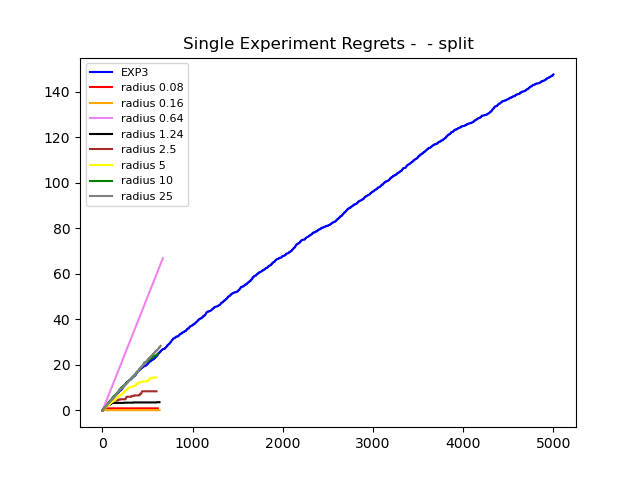 Single Experiment Regrets -  - split
EXP3
radius 0.08
radius 0.16
radius 0.64
radius 1.24
radius 2.5
radius 5
radius 10
radius 25
140
120
100
80
60
40
20
0
0 1000 2000 3000 4000 5000